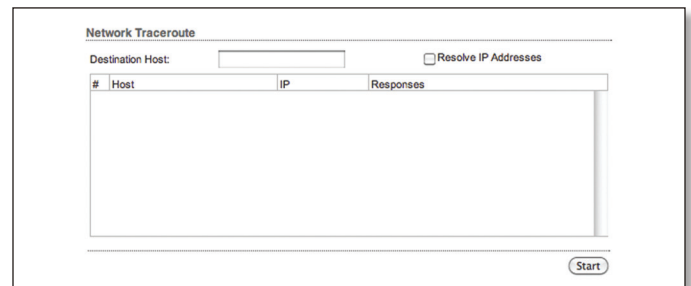 Network Traceroute
Destination Host: Resolve IP Addresses
# Host IP Responses
Start